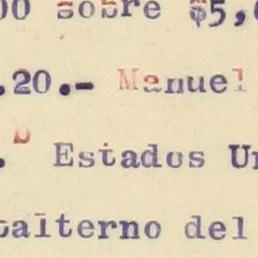 00 sobre $5,
.20.- Manuel
." Estados Un
alterno del